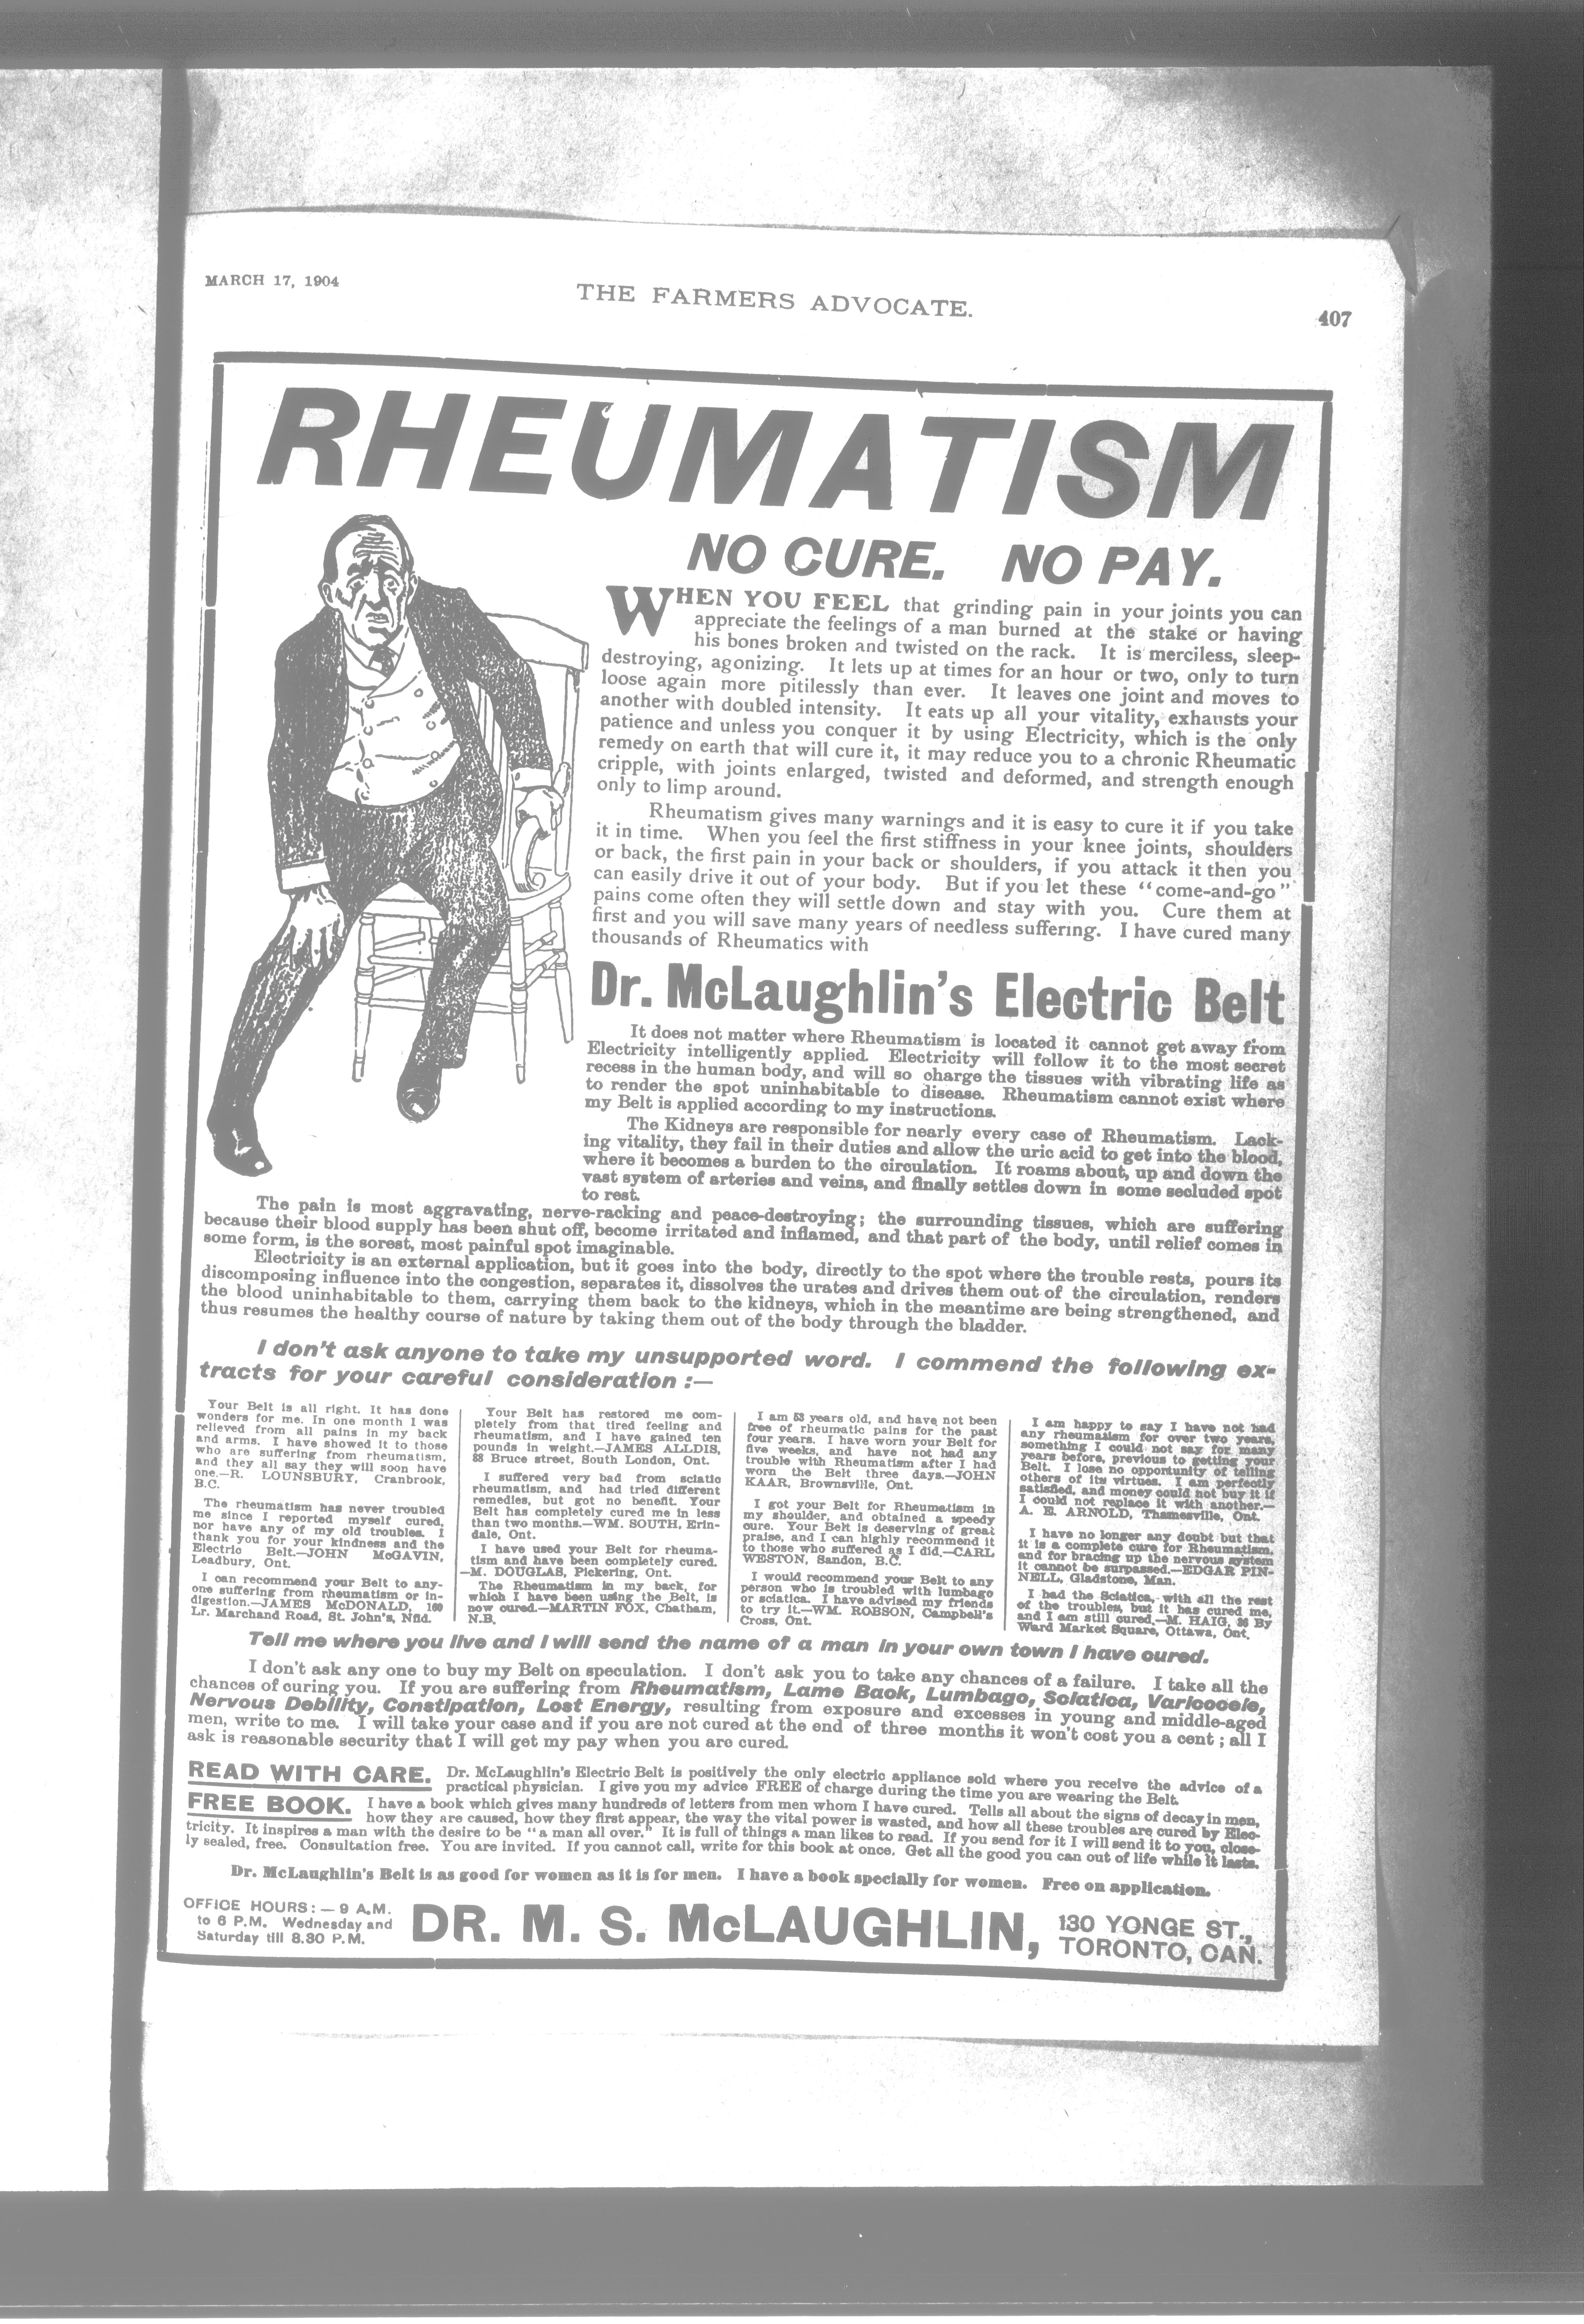 MARCH 17, 1904
THE FARMERS ADVOCATE.
407
RHEUMATISM
NO CURE. NO PAY.
WHEN YOU FEEL that grinding pain in your joints you can
appreciate the feelings of a man burned at the stake or having
his bones broken and twisted on the rack. It is merciless, sleep-
destroying, agonizing. It lets up at times for an hour or two, only to turn
loose again more pitilessly than ever. It leaves one joint and moves to
another with doubled intensity. It eats up all your vitality, exhausts your
patience and unless you conquer it by using Electricity, which is the only
remedy on earth that will cure it, it may reduce you to a chronic Rheumatic
cripple, with joints enlarged, twisted and deformed, and strength enough
only to limp around.
Rheumatism gives many warnings and it is easy to cure it if you take
it in time. When you feel the first stiffness in your knee joints, shoulders
or back, the first pain in your back or shoulders, if you attack it then you
can easily drive it out of your body. But if you let these "come-and-go"
pains come often they will settle down and stay with you. Cure them at
first and you will save many years of needless suffering. I have cured many
thousands of Rheumatics with
Dr. McLaughlin's Electric Belt
It does not matter where Rheumatism is located it cannot get away from
Electricity intelligently applied. Electricity will follow it to the most secret
recess in the human body, and will so charge the tissues with vibrating life as
to render the spot uninhabitable to disease. Rheumatism cannot exist where
my Belt is applied according to my instructions.
The Kidneys are responsible for nearly every case of Rheumatism. Lack-
ing vitality, they fail in their duties and allow the uric acid to get into the blood,
where it becomes a burden to the circulation. It roams about, up and down the
vast system of arteries and veins, and finally settles down in some secluded spot
to rest.
The pain is most aggravating, nerve-racking and peace-destroying; the surrounding tissues, which are suffering
because their blood supply has been shut off, become irritated and inflamed, and that part of the body, until relief comes in
some form, is the sorest, most painful spot imaginable.
Electricity is an external application, but it goes into the body, directly to the spot where the trouble rests, pours its
discomposing influence into the congestion, separates it, dissolves the urates and drives them out of the circulation, renders
the blood uninhabitable to them, carrying them back to the kidneys, which in the meantime are being strengthened, and
thus resumes the healthy course of nature by taking them out of the body through the bladder.
I don't ask anyone to take my unsupported word. I commend the following ex-
tracts for your careful consideration :—
Your Belt is all right. It has done
wonders for me. In one month I was
relieved from all pains in my back
and arms. I have showed it to those
who are suffering from rheumatism,
and they all say they will soon have
one.—R. LOUNSBURY, Cranbrook,
B.C.
The rheumatism has never troubled
me since I reported myself cured,
nor have any of my old troubles. I
thank you for your kindness and the
Electric Belt.—JOHN McGAVIN,
Leadbury, Ont.
I can recommend your Belt to any-
one suffering from rheumatism or in-
digestion.—JAMES McDONALD, 160
Lr. Marchand Road, St. John's, Nfld.
Your Belt has restored me com-
pletely from that tired feeling and
rheumatism, and I have gained ten
pounds in weight.—JAMES ALLDIS,
Bruce street, South London, Ont.
I suffered very bad from sciatic
rheumatism, and had tried different
remedies, but got no benefit. Your
Belt has completely cured me in less
than two months.—WM. SOUTH, Erin-
dale, Ont.
I have used your Belt for rheuma-
tism and have been completely cured.
—M. DOUGLAS, Pickering, Ont.
The Rheumatism in my back, for
which I have been using the Belt, is
now cured.—MARTIN FOX, Chatham,
N.B.
I am 53 years old, and have not been
free of rheumatic pains for the past
four years. I have worn your Belt for
five weeks, and have not had any
trouble with Rheumatism after I had
worn the Belt three days.—JOHN
KAAR, Brownsville, Ont.
I got your Belt for Rheumatism in
my shoulder, and obtained a speedy
cure. Your Belt is deserving of great
praise, and I can highly recommend it
to those who suffered as I did.—CARL
WESTON, Sandon, B.C.
I would recommend your Belt to any
person who is troubled with lumbago
or sciatica. I have advised my friends
to try it.—WM. ROBSON, Campbell's
Cross, Ont.
I am happy to say I have not had
any rheumatism for over two years,
something I could not say for many
years before, previous to getting your
Belt. I lose no opportunity of telling
others of its virtues. I am perfectly
satisfied, and money could not buy it if
I could not replace it with another.—
A. E. ARNOLD, Thamesville, Ont.
I have no longer any doubt but that
it is a complete cure for Rheumatism,
and for bracing up the nervous system
it cannot be surpassed.—EDGAR PIN-
NELL, Gladstone, Man.
I had the Sciatica, with all the rest
of the troubles, but it has cured me,
and I am still cured.—M. HAIG, By
Ward Market Square, Ottawa, Ont.
Tell me where you live and I will send the name of a man in your own town I have cured.
I don't ask any one to buy my Belt on speculation. I don't ask you to take any chances of a failure. I take all the
chances of curing you. If you are suffering from Rheumatism, Lame Back, Lumbago, Sciatica, Varicocele,
Nervous Debility, Constipation, Lost Energy, resulting from exposure and excesses in young and middle-aged
men, write to me. I will take your case and if you are not cured at the end of three months it won't cost you a cent; all I
ask is reasonable security that I will get my pay when you are cured.
READ WITH CARE. Dr. McLaughlin's Electric Belt is positively the only electric appliance sold where you receive the advice of a
practical physician. I give you my advice FREE of charge during the time you are wearing the Belt.
FREE BOOK. I have a book which gives many hundreds of letters from men whom I have cured. Tells all about the signs of decay in men,
how they are caused, how they first appear, the way the vital power is wasted, and how all these troubles are cured by Elec-
tricity. It inspires a man with the desire to be "a man all over." It is full of things a man likes to read. If you send for it I will send it to you, close-
ly sealed, free. Consultation free. You are invited. If you cannot call, write for this book at once. Get all the good you can out of life while it lasts.
Dr. McLaughlin's Belt is as good for women as it is for men. I have a book specially for women. Free on application.
OFFICE HOURS:—9 A.M.
to 6 P.M. Wednesday and
Saturday till 8.30 P.M.
DR. M. S. McLAUGHLIN,
130 YONGE ST.,
TORONTO, CAN.